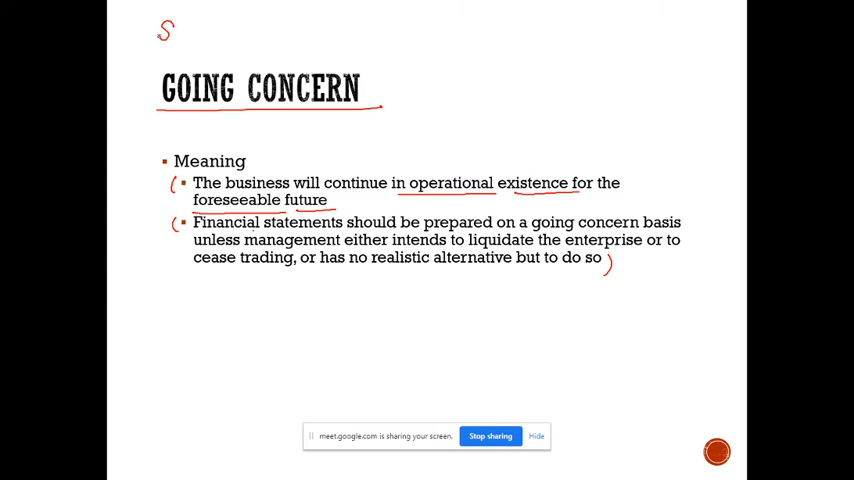 S
GOING CONCERN
▪ Meaning
▪ The business will continue in operational existence for the
foreseeable future
▪ Financial statements should be prepared on a going concern basis
unless management either intends to liquidate the enterprise or to
cease trading, or has no realistic alternative but to do so
meet.google.com is sharing your screen. Stop sharing Hide